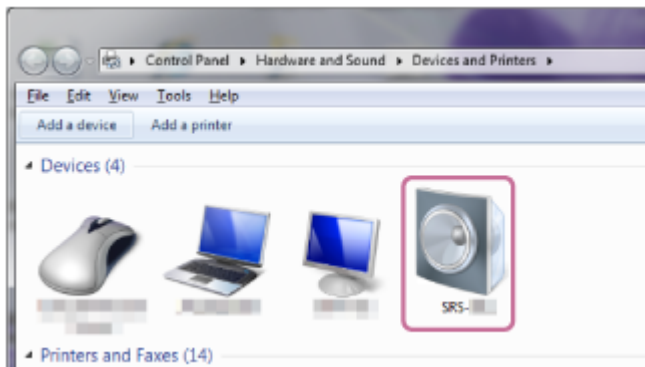 Control Panel ▸ Hardware and Sound ▸ Devices and Printers ▸
File Edit View Tools Help
Add a device Add a printer
Devices (4)
SRS-
Printers and Faxes (14)